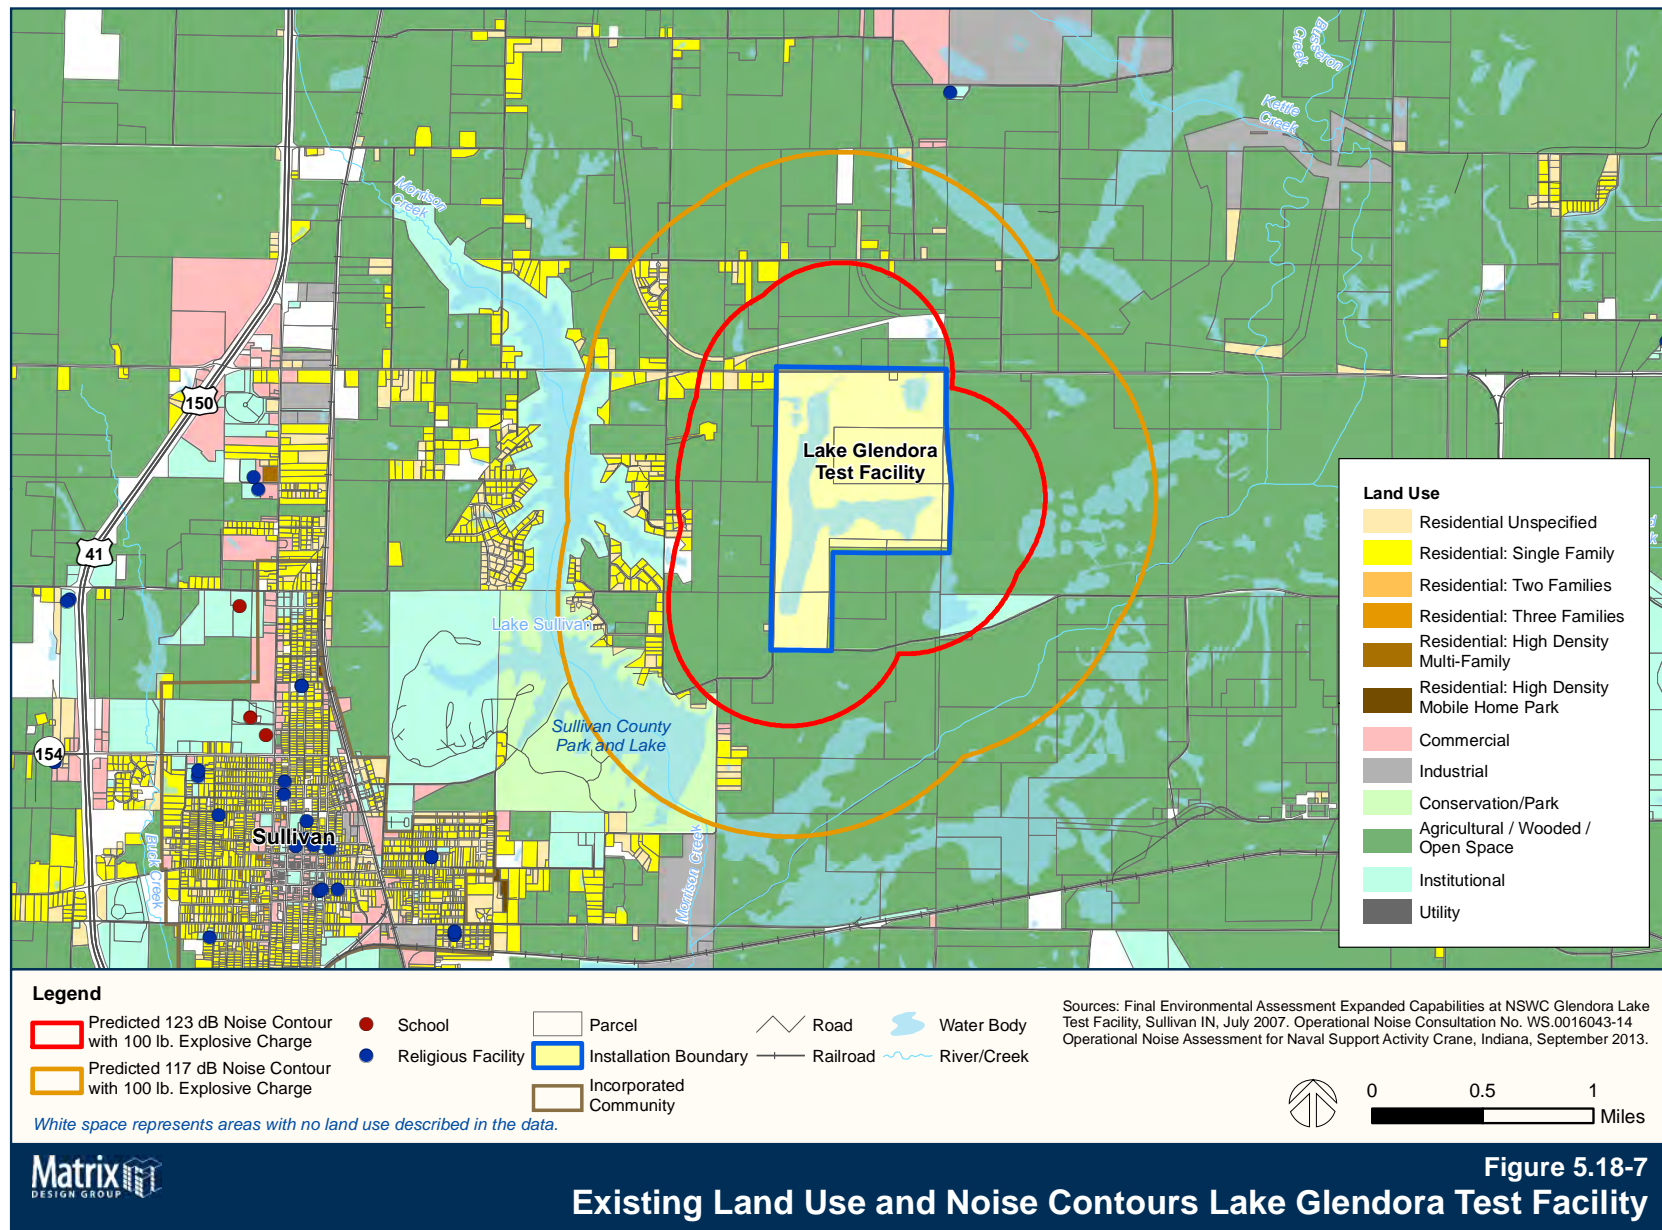 Busseron
Creek
Kettle
Creek
Morrison
Creek
150
Lake Glendora
Test Facility
41
Lake Sullivan
Sullivan County
Park and Lake
154
Sullivan
Buck Creek
Morrison Creek
Land Use
Residential Unspecified
Residential: Single Family
Residential: Two Families
Residential: Three Families
Residential: High Density
Multi-Family
Residential: High Density
Mobile Home Park
Commercial
Industrial
Conservation/Park
Agricultural / Wooded /
Open Space
Institutional
Utility
Legend
Predicted 123 dB Noise Contour
with 100 lb. Explosive Charge
Predicted 117 dB Noise Contour
with 100 lb. Explosive Charge
School
Religious Facility
Parcel
Installation Boundary
Incorporated
Community
Road
Railroad
Water Body
River/Creek
White space represents areas with no land use described in the data.
Sources: Final Environmental Assessment Expanded Capabilities at NSWC Glendora Lake
Test Facility, Sullivan IN, July 2007. Operational Noise Consultation No. WS.0016043-14
Operational Noise Assessment for Naval Support Activity Crane, Indiana, September 2013.
0 0.5 1
Miles
Matrix
DESIGN GROUP
Figure 5.18-7
Existing Land Use and Noise Contours Lake Glendora Test Facility